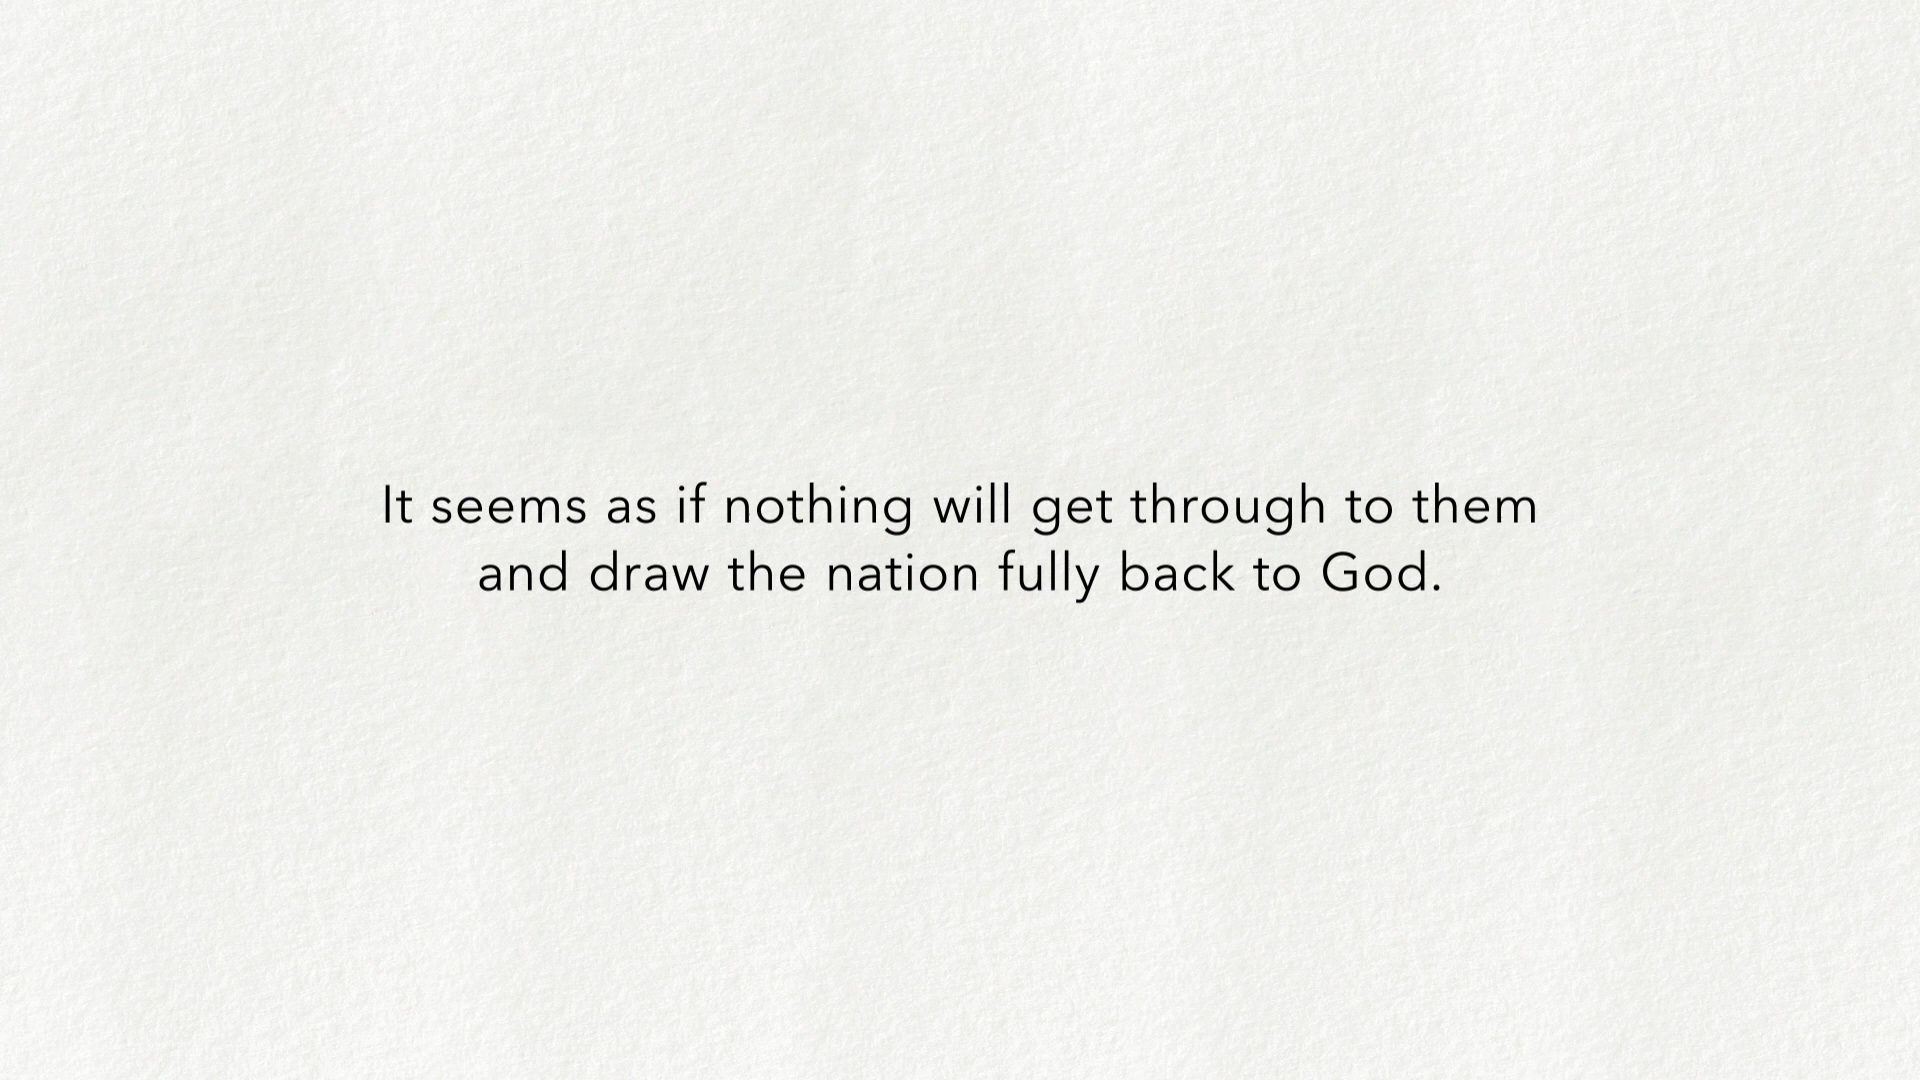 It seems as if nothing will get through to them
and draw the nation fully back to God.